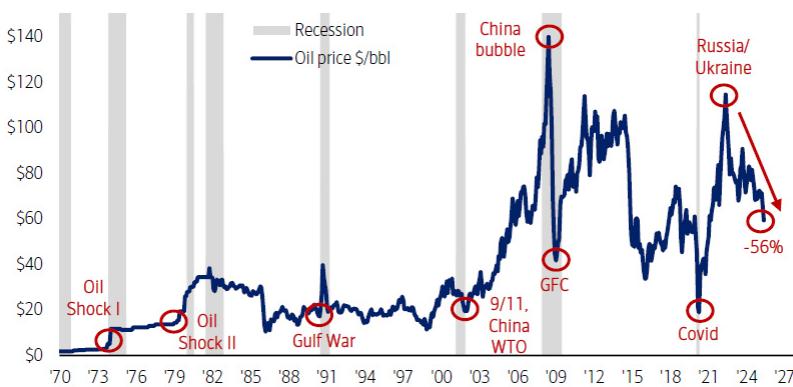 Recession
Oil price $/bbl
$140
$120
$100
$80
$60
$40
$20
$0
China
bubble
Russia/
Ukraine
-56%
Oil
Shock I
Oil
Shock II
Gulf War
9/11,
China
WTO
GFC
Covid
70 73 76 79 82 85 88 91 94 97 00 03 06 '09 '12 '15 '18 '21 '24 '27